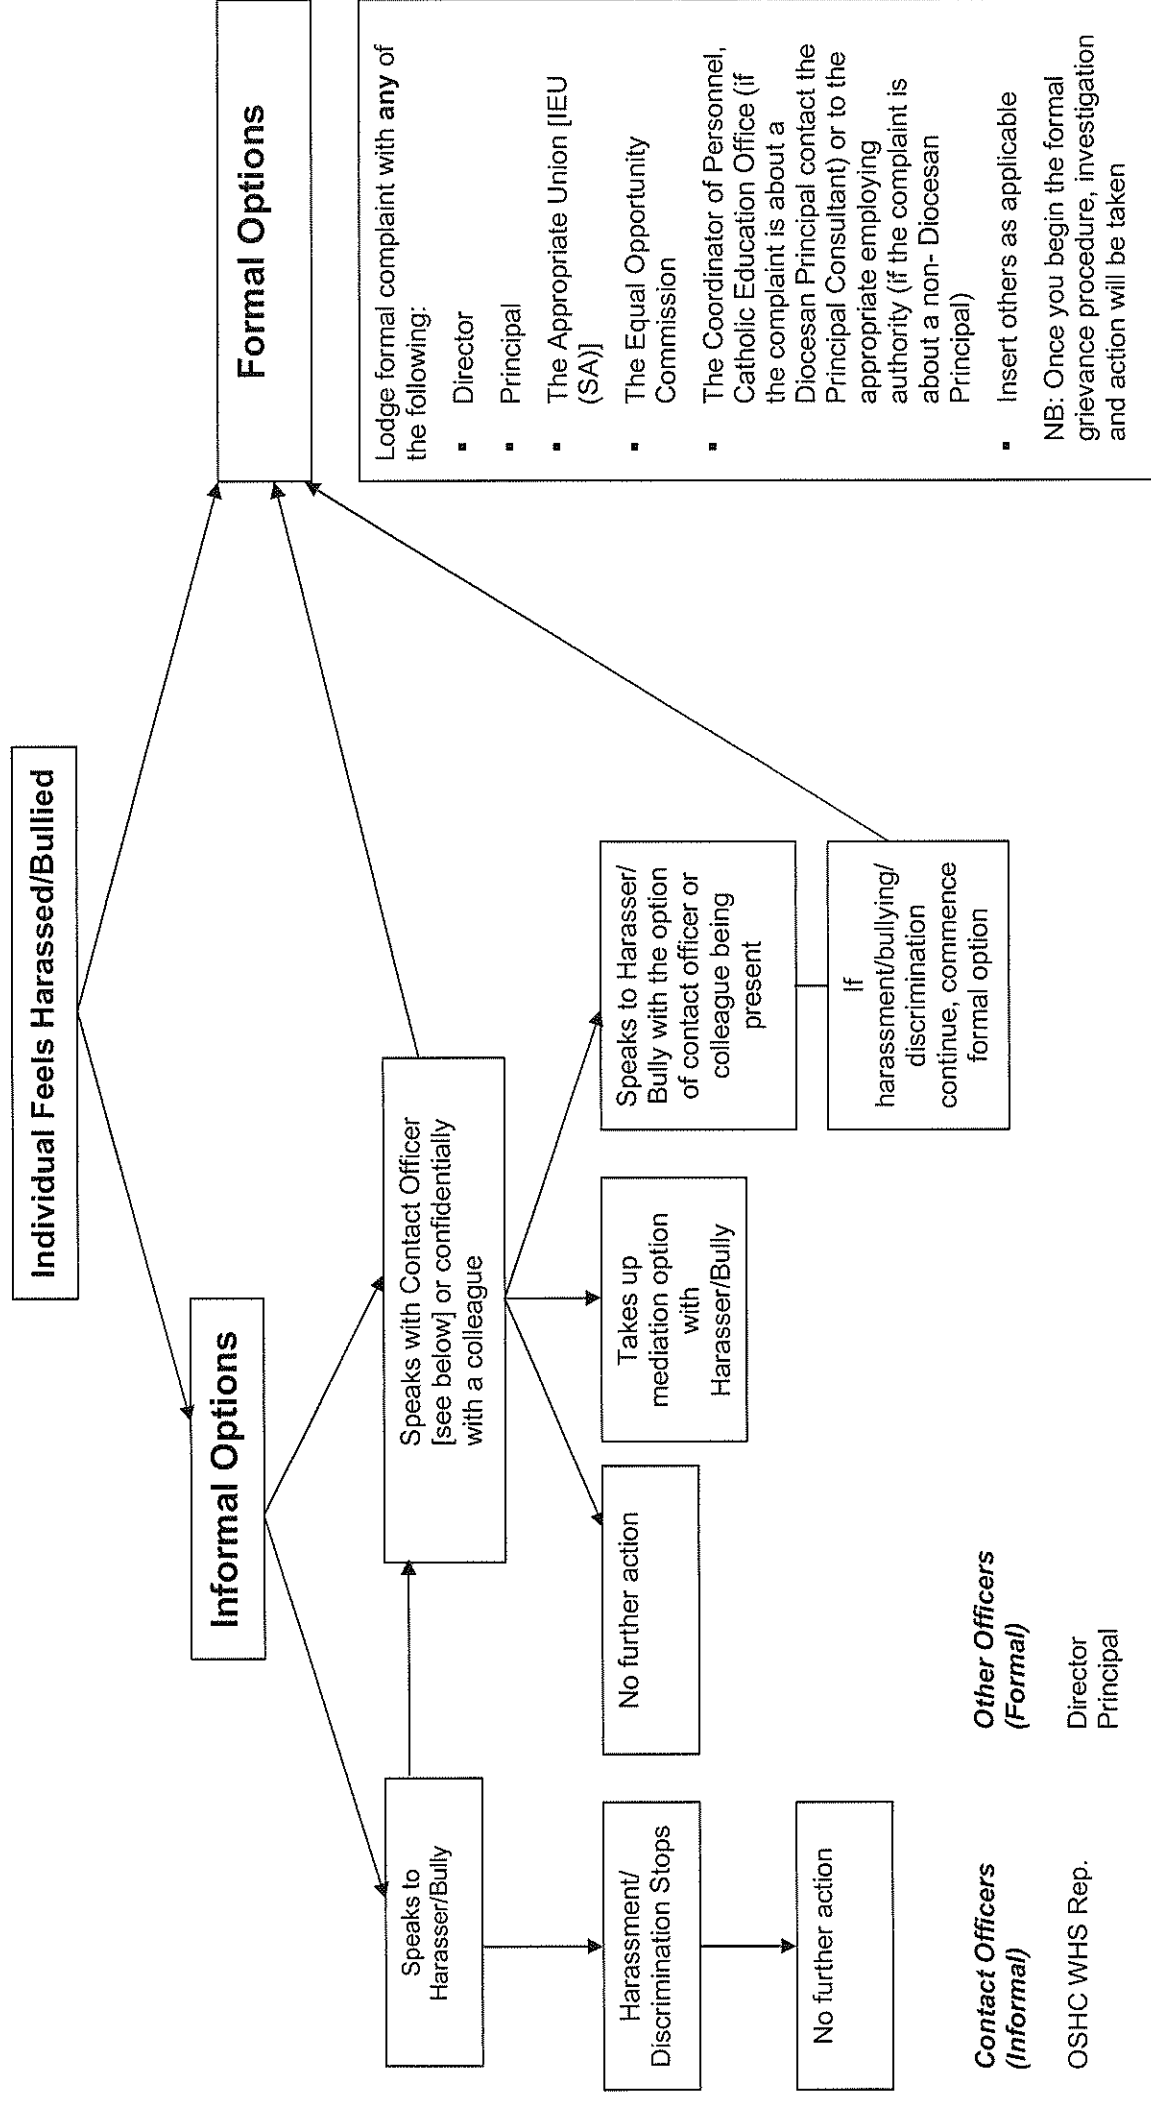 Individual Feels Harassed/Bullied
Informal Options
Formal Options
Speaks to
Harasser/Bully
Speaks with Contact Officer
[see below] or confidentially
with a colleague
Harassment/
Discrimination Stops
No further action
No further action
Takes up
mediation option
with
Harasser/Bully
Speaks to Harasser/
Bully with the option
of contact officer or
colleague being
present
If
harassment/bullying/
discrimination
continue, commence
formal option
Lodge formal complaint with any of
the following:
▪ Director
▪ Principal
▪ The Appropriate Union [IEU
(SA)]
▪ The Equal Opportunity
Commission
▪ The Coordinator of Personnel,
Catholic Education Office (if
the complaint is about a
Diocesan Principal contact the
Principal Consultant) or to the
appropriate employing
authority (if the complaint is
about a non- Diocesan
Principal)
▪ Insert others as applicable
NB: Once you begin the formal
grievance procedure, investigation
and action will be taken
Contact Officers
(Informal)
OSHC WHS Rep.
Other Officers
(Formal)
Director
Principal